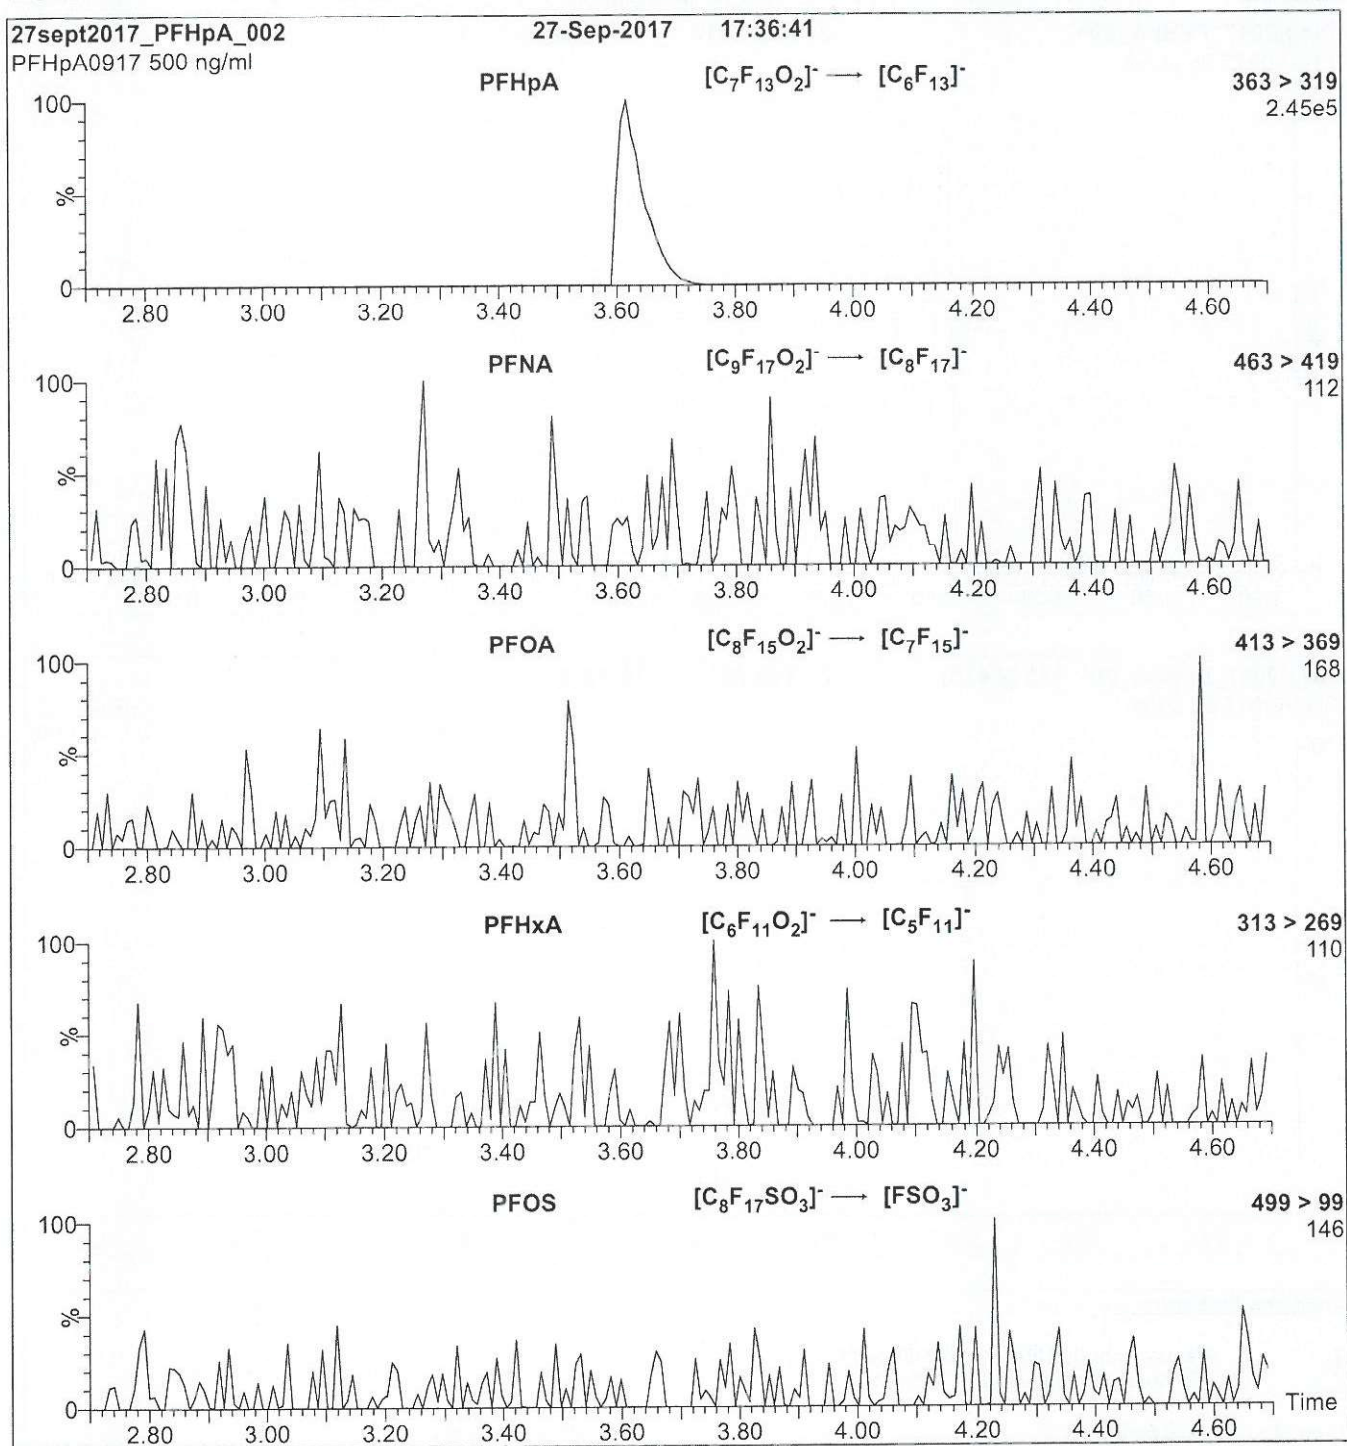 27sept2017_PFHpA_002 27-Sep-2017 17:36:41
PFHpA0917 500 ng/ml
PFHpA [C₇F₁₃O₂]⁻ → [C₆F₁₃]⁻ 363 > 319
2.45e5
100
%
0
2.80 3.00 3.20 3.40 3.60 3.80 4.00 4.20 4.40 4.60
PFNA [C₉F₁₇O₂]⁻ → [C₈F₁₇]⁻ 463 > 419
112
100
%
0
2.80 3.00 3.20 3.40 3.60 3.80 4.00 4.20 4.40 4.60
PFOA [C₈F₁₅O₂]⁻ → [C₇F₁₅]⁻ 413 > 369
168
100
%
0
2.80 3.00 3.20 3.40 3.60 3.80 4.00 4.20 4.40 4.60
PFHxA [C₆F₁₁O₂]⁻ → [C₅F₁₁]⁻ 313 > 269
110
100
%
0
2.80 3.00 3.20 3.40 3.60 3.80 4.00 4.20 4.40 4.60
PFOS [C₈F₁₇SO₃]⁻ → [FSO₃]⁻ 499 > 99
146
100
%
0
Time
2.80 3.00 3.20 3.40 3.60 3.80 4.00 4.20 4.40 4.60